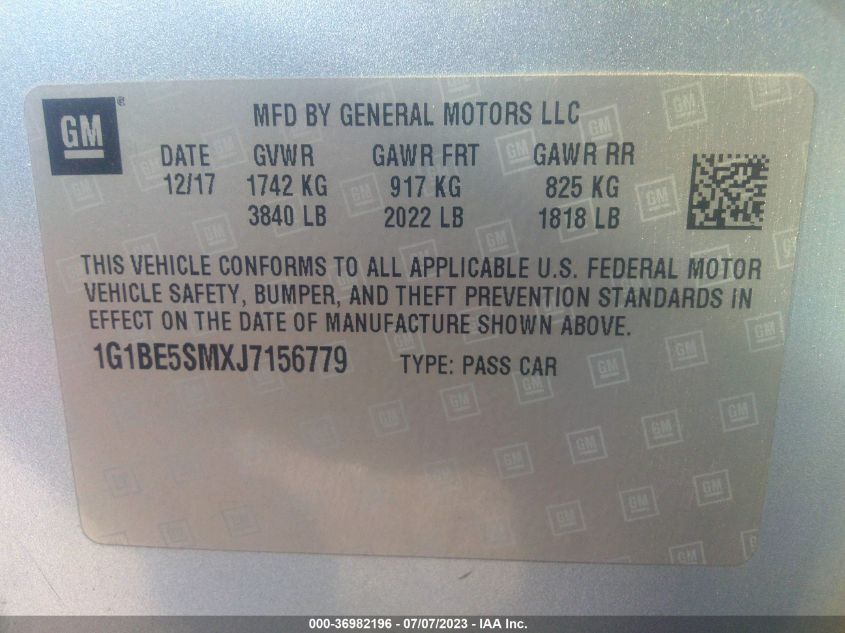 GM ® MFD BY GENERAL MOTORS LLC
DATE GVWR GAWR FRT GAWR RR
12/17 1742 KG 917 KG 825 KG
3840 LB 2022 LB 1818 LB
THIS VEHICLE CONFORMS TO ALL APPLICABLE U.S. FEDERAL MOTOR
VEHICLE SAFETY, BUMPER, AND THEFT PREVENTION STANDARDS IN
EFFECT ON THE DATE OF MANUFACTURE SHOWN ABOVE.
1G1BE5SMXJ7156779 TYPE: PASS CAR
000-36982196 - 07/07/2023 - IAA Inc.